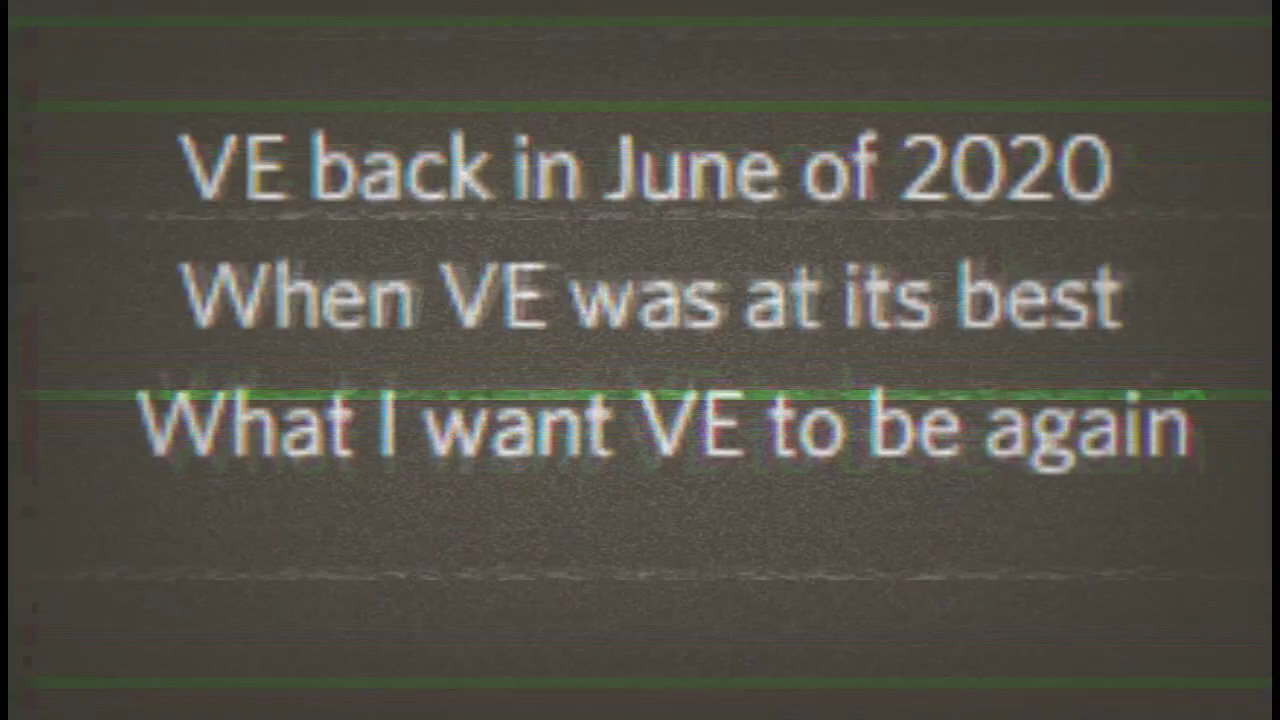 VE back in June of 2020
When VE was at its best
What I want VE to be again